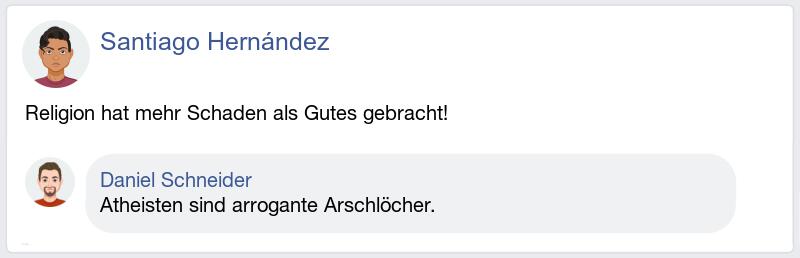 Santiago Hernández
Religion hat mehr Schaden als Gutes gebracht!
Daniel Schneider
Atheisten sind arrogante Arschlöcher.